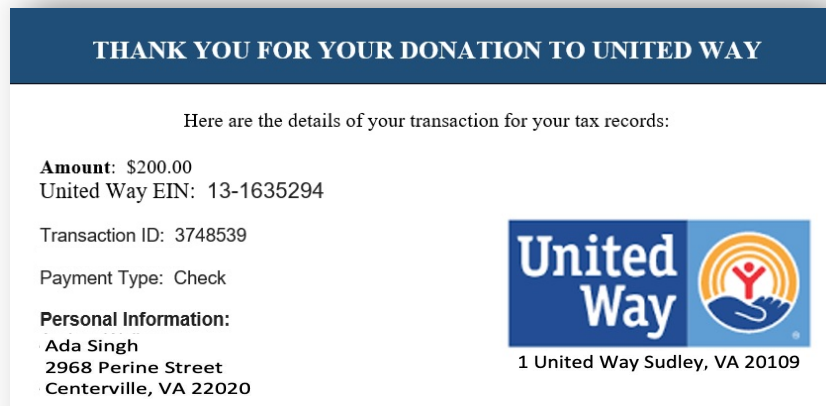 THANK YOU FOR YOUR DONATION TO UNITED WAY
Here are the details of your transaction for your tax records:
Amount: $200.00
United Way EIN: 13-1635294
Transaction ID: 3748539
Payment Type: Check
Personal Information:
Ada Singh
2968 Perine Street
Centerville, VA 22020
United
Way
®
1 United Way Sudley, VA 20109